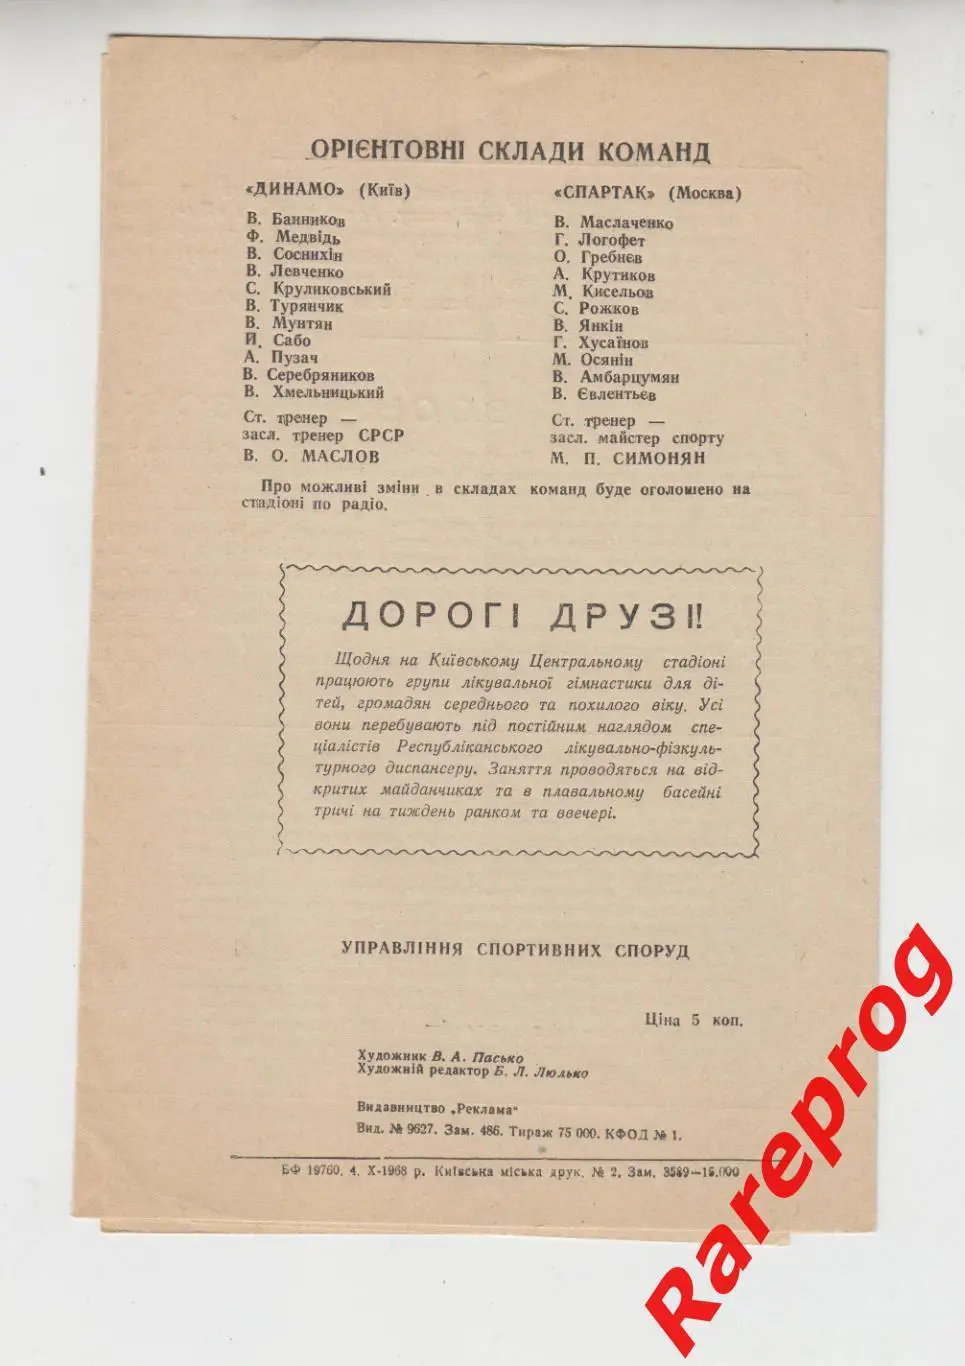 ОРІЄНТОВНІ СКЛАДИ КОМАНД
«ДИНАМО» (Київ)
В. Банников
Ф. Медвідь
В. Соснихін
В. Левченко
С. Круликовський
В. Турянчик
В. Мунтян
Й. Сабо
А. Пузач
В. Серебряников
В. Хмельницький
Ст. тренер —
засл. тренер СРСР
В. О. МАСЛОВ
«СПАРТАК» (Москва)
В. Маслаченко
Г. Логофет
О. Гребнєв
А. Крутиков
М. Кисельов
С. Рожков
В. Янкін
Г. Хусаїнов
М. Осянін
В. Амбарцумян
В. Євлентьєв
Ст. тренер —
засл. майстер спорту
М. П. СИМОНЯН
Про можливі зміни в складах команд буде оголошено на
стадіоні по радіо.
ДОРОГІ ДРУЗІ!
Щодня на Київському Центральному стадіоні
працюють групи лікувальної гімнастики для ді-
тей, громадян середнього та похилого віку. Усі
вони перебувають під постійним наглядом спе-
ціалістів Республіканського лікувально-фізкуль-
турного диспансеру. Заняття проводяться на від-
критих майданчиках та в плавальному басейні
тричі на тиждень ранком та ввечері.
УПРАВЛІННЯ СПОРТИВНИХ СПОРУД
Ціна 5 коп.
Художник В. А. Пасько
Художній редактор Б. Л. Люлько
Видавництво „Реклама"
Вид. № 9627. Зам. 486. Тираж 75 000. КФОД № 1.
БФ 19760. 4. X-1968 р. Київська міська друк. № 2. Зам. 3589—15.000
Rareprog